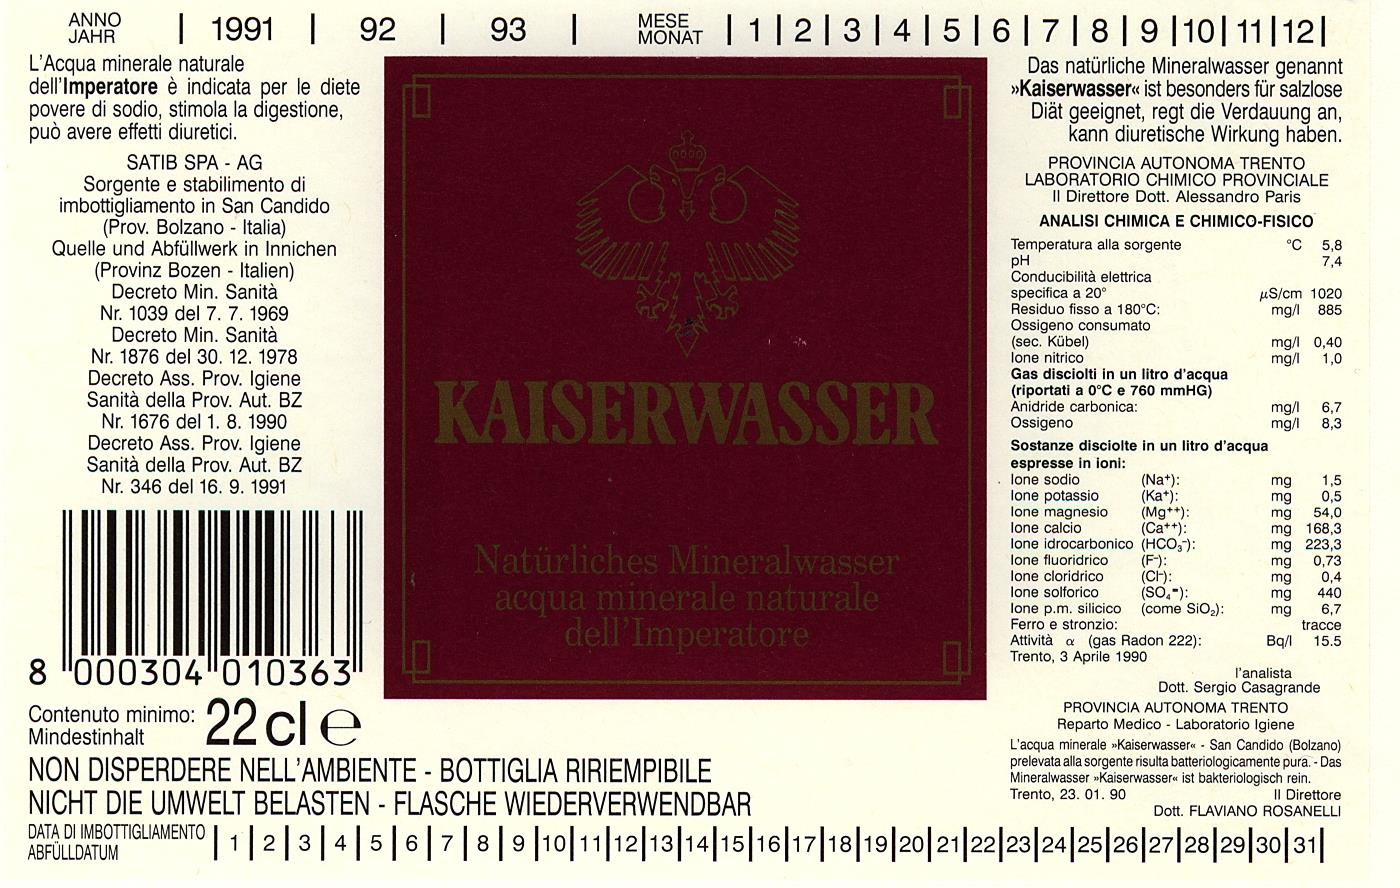 ANNO
JAHR | 1991 | 92 | 93 | MESE
MONAT | 1 | 2 | 3 | 4 | 5 | 6 | 7 | 8 | 9 | 10 | 11 | 12 |
L'Acqua minerale naturale
dell'Imperatore è indicata per le diete
povere di sodio, stimola la digestione,
può avere effetti diuretici.
SATIB SPA - AG
Sorgente e stabilimento di
imbottigliamento in San Candido
(Prov. Bolzano - Italia)
Quelle und Abfüllwerk in Innichen
(Provinz Bozen - Italien)
Decreto Min. Sanità
Nr. 1039 del 7. 7. 1969
Decreto Min. Sanità
Nr. 1876 del 30. 12. 1978
Decreto Ass. Prov. Igiene
Sanità della Prov. Aut. BZ
Nr. 1676 del 1. 8. 1990
Decreto Ass. Prov. Igiene
Sanità della Prov. Aut. BZ
Nr. 346 del 16. 9. 1991
8 000304 010363
Contenuto minimo:
Mindestinhalt
22 cl e
KAISERWASSER
Natürliches Mineralwasser
acqua minerale naturale
dell'Imperatore
Das natürliche Mineralwasser genannt
»Kaiserwasser« ist besonders für salzlose
Diät geeignet, regt die Verdauung an,
kann diuretische Wirkung haben.
PROVINCIA AUTONOMA TRENTO
LABORATORIO CHIMICO PROVINCIALE
Il Direttore Dott. Alessandro Paris
ANALISI CHIMICA E CHIMICO-FISICO
Temperatura alla sorgente °C 5,8
pH 7,4
Conducibilità elettrica
specifica a 20° µS/cm 1020
Residuo fisso a 180°C: mg/l 885
Ossigeno consumato
(sec. Kübel) mg/l 0,40
Ione nitrico mg/l 1,0
Gas disciolti in un litro d'acqua
(riportati a 0°C e 760 mmHG)
Anidride carbonica: mg/l 6,7
Ossigeno mg/l 8,3
Sostanze disciolte in un litro d'acqua
espresse in ioni:
Ione sodio (Na⁺): mg 1,5
Ione potassio (Ka⁺): mg 0,5
Ione magnesio (Mg⁺⁺): mg 54,0
Ione calcio (Ca⁺⁺): mg 168,3
Ione idrocarbonico (HCO₃⁻): mg 223,3
Ione fluoridrico (F⁻): mg 0,73
Ione cloridrico (Cl⁻): mg 0,4
Ione solforico (SO₄⁼): mg 440
Ione p.m. silicico (come SiO₂): mg 6,7
Ferro e stronzio: tracce
Attività α (gas Radon 222): Bq/l 15.5
Trento, 3 Aprile 1990
l'analista
Dott. Sergio Casagrande
PROVINCIA AUTONOMA TRENTO
Reparto Medico - Laboratorio Igiene
L'acqua minerale »Kaiserwasser« - San Candido (Bolzano)
prelevata alla sorgente risulta batteriologicamente pura. - Das
Mineralwasser »Kaiserwasser« ist bakteriologisch rein.
Trento, 23. 01. 90 Il Direttore
Dott. FLAVIANO ROSANELLI
NON DISPERDERE NELL'AMBIENTE - BOTTIGLIA RIRIEMPIBILE
NICHT DIE UMWELT BELASTEN - FLASCHE WIEDERVERWENDBAR
DATA DI IMBOTTIGLIAMENTO
ABFÜLLDATUM | 1 | 2 | 3 | 4 | 5 | 6 | 7 | 8 | 9 | 10 | 11 | 12 | 13 | 14 | 15 | 16 | 17 | 18 | 19 | 20 | 21 | 22 | 23 | 24 | 25 | 26 | 27 | 28 | 29 | 30 | 31 |